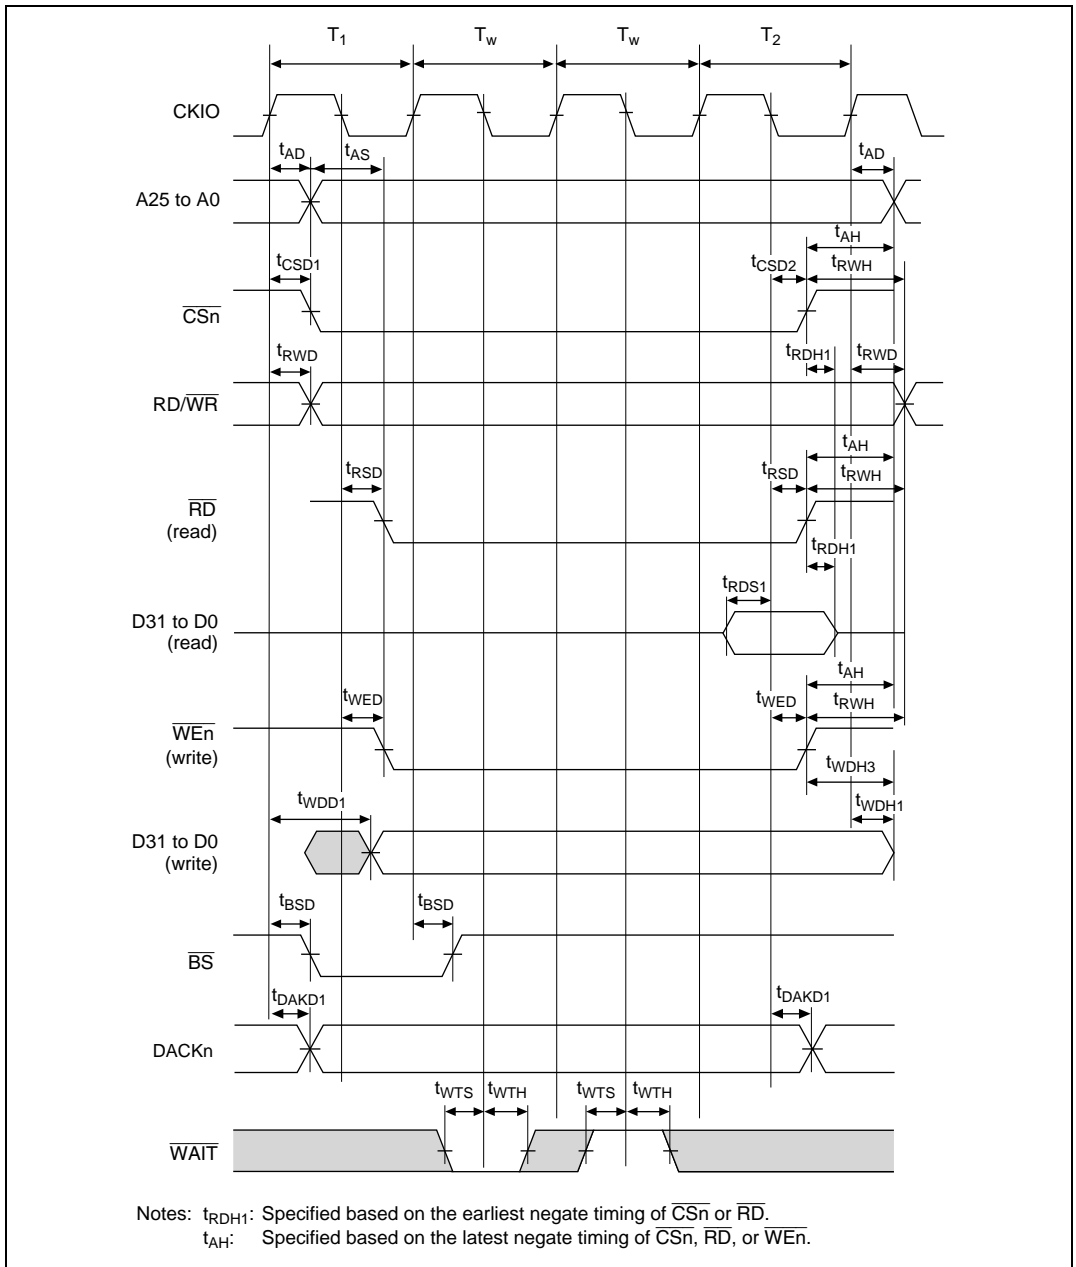 T1 Tw Tw T2
CKIO
tAD tAS tAD
A25 to A0
tAH
tCSD1 tCSD2 tRWH
CSn
tRWD tRDH1 tRWD
RD/WR
tAH
tRSD tRSD tRWH
RD
(read)
tRDH1
tRDS1
D31 to D0
(read)
tAH
tWED tWED tRWH
WEn
(write)
tWDH3
tWDD1 tWDH1
D31 to D0
(write)
tBSD tBSD
BS
tDAKD1 tDAKD1
DACKn
tWTS tWTH tWTS tWTH
WAIT
Notes: tRDH1: Specified based on the earliest negate timing of CSn or RD.
tAH: Specified based on the latest negate timing of CSn, RD, or WEn.